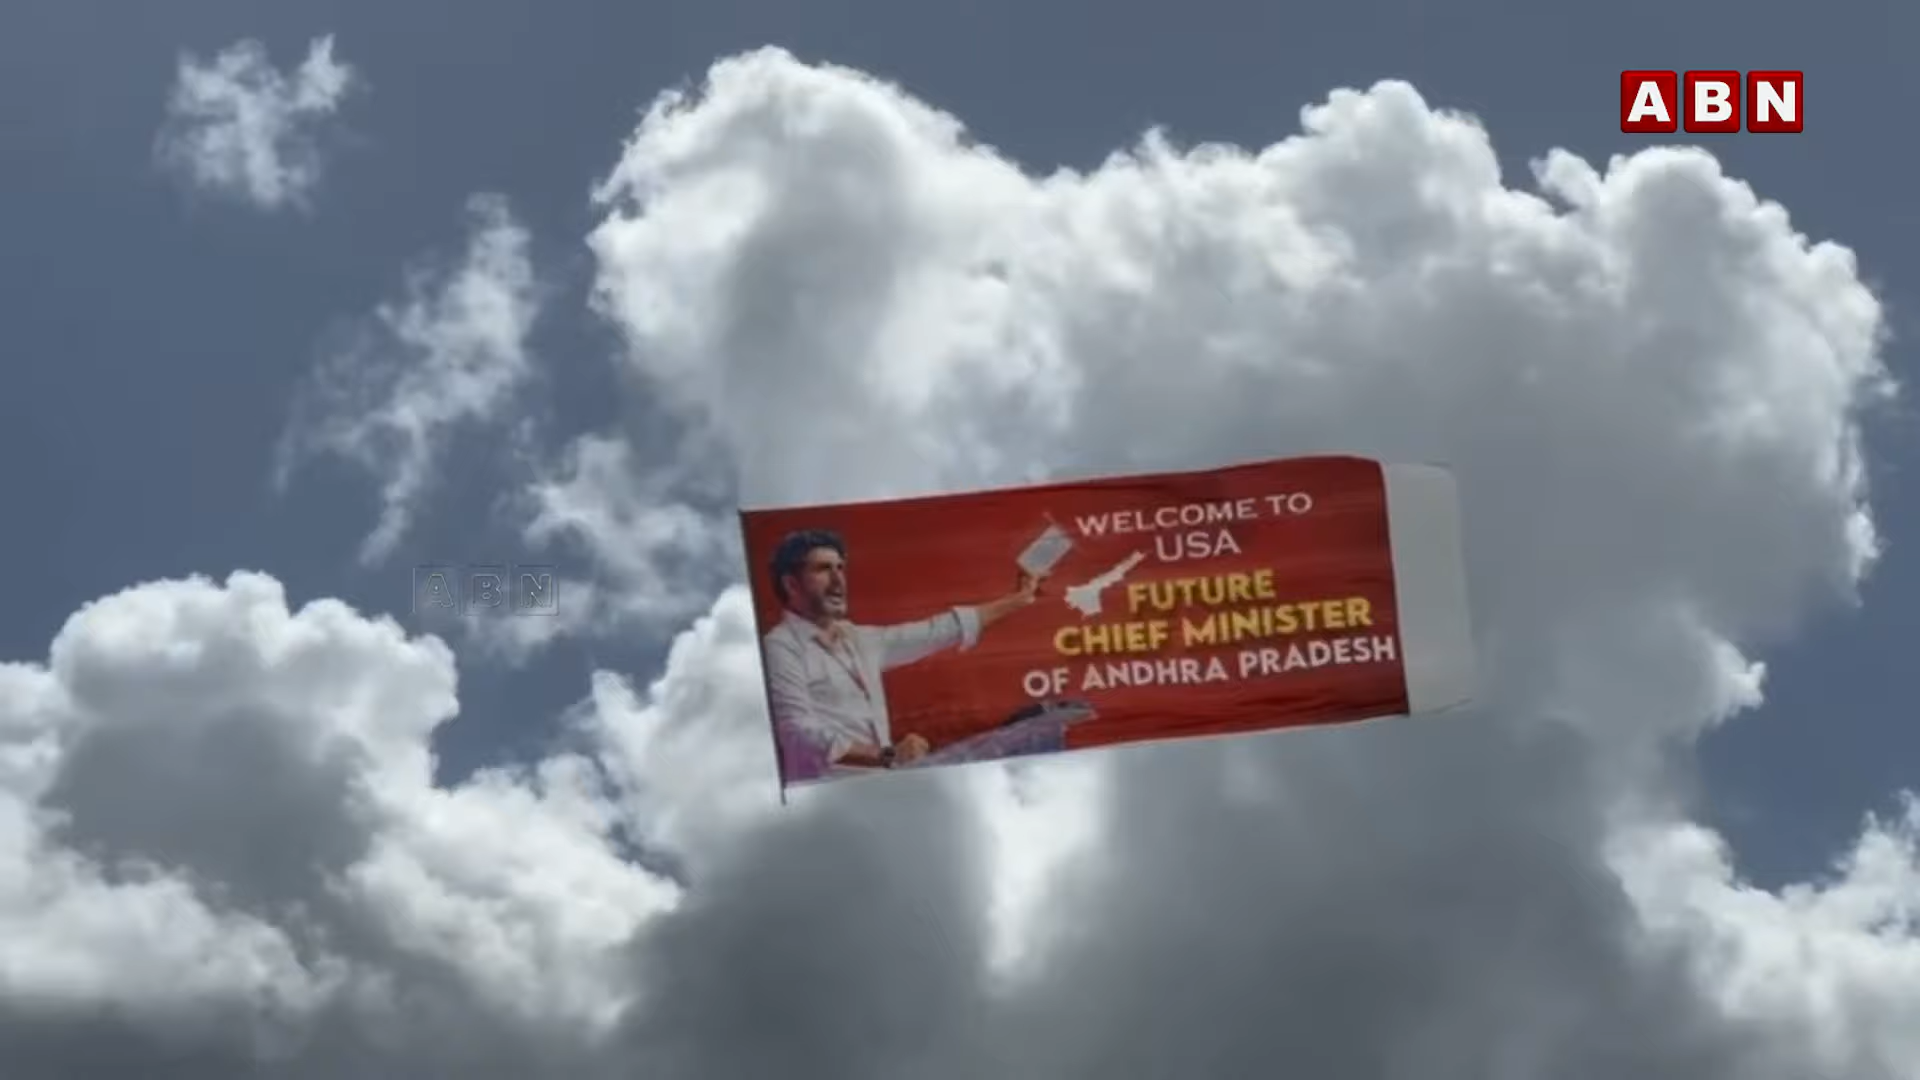 ABN
WELCOME TO
USA
FUTURE
CHIEF MINISTER
OF ANDHRA PRADESH
ABN